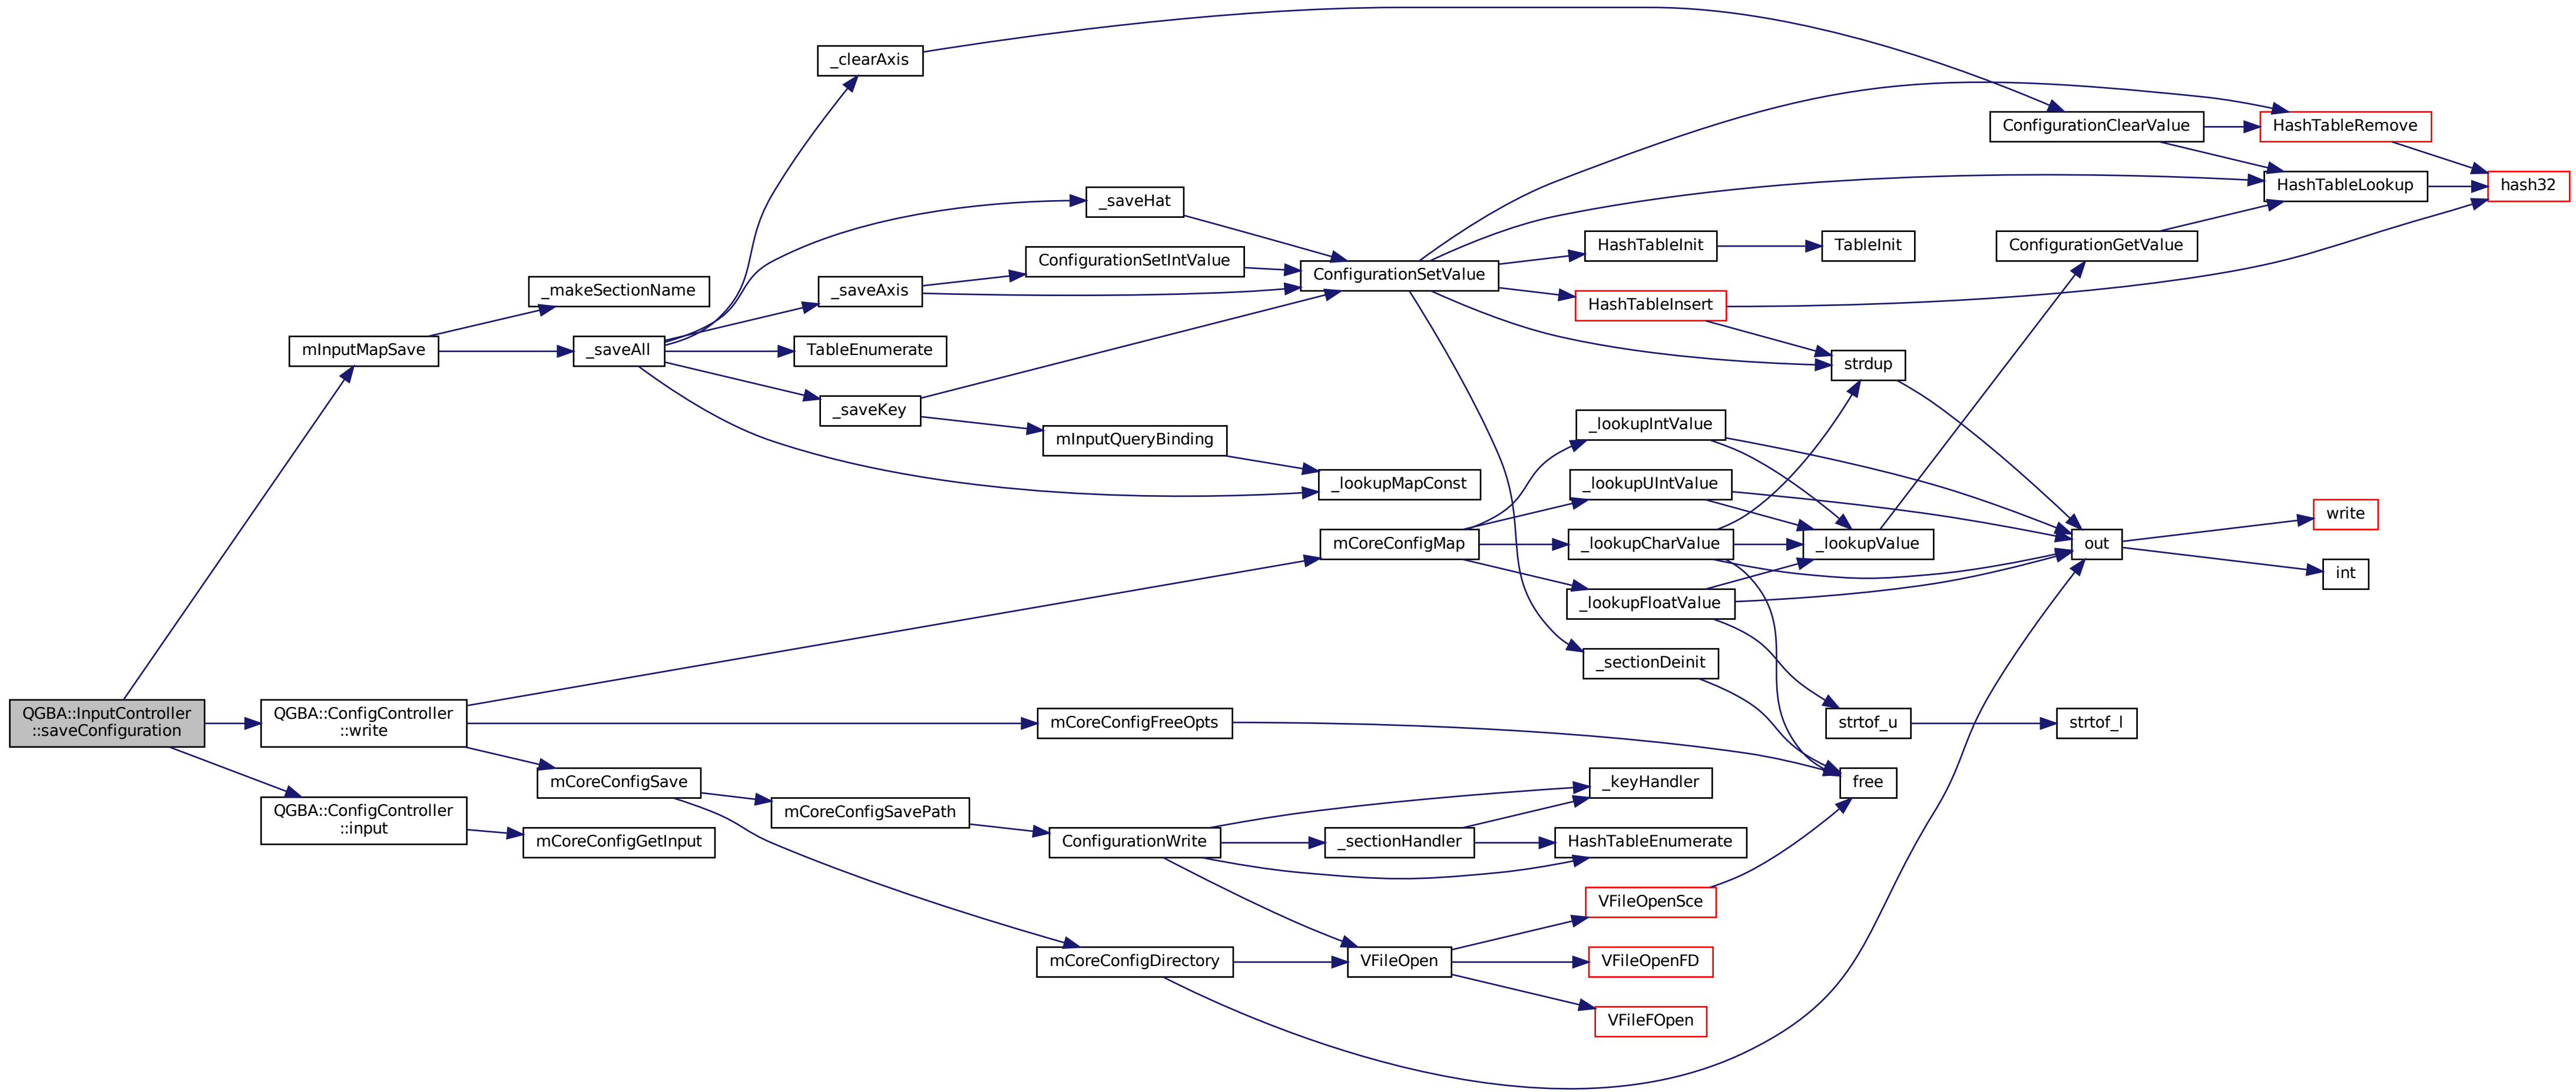 QGBA::InputController
::saveConfiguration
mInputMapSave
_makeSectionName
_saveAll
_clearAxis
ConfigurationClearValue
HashTableRemove
hash32
HashTableLookup
_saveHat
ConfigurationSetValue
HashTableInit
TableInit
HashTableInsert
strdup
out
write
int
_sectionDeinit
free
_saveAxis
ConfigurationSetIntValue
TableEnumerate
_saveKey
mInputQueryBinding
_lookupMapConst
QGBA::ConfigController
::write
mCoreConfigMap
_lookupIntValue
_lookupUIntValue
_lookupCharValue
_lookupFloatValue
_lookupValue
ConfigurationGetValue
strtof_u
strtof_l
mCoreConfigFreeOpts
mCoreConfigSave
mCoreConfigSavePath
ConfigurationWrite
_keyHandler
_sectionHandler
HashTableEnumerate
mCoreConfigDirectory
VFileOpen
VFileOpenSce
VFileOpenFD
VFileFOpen
QGBA::ConfigController
::input
mCoreConfigGetInput